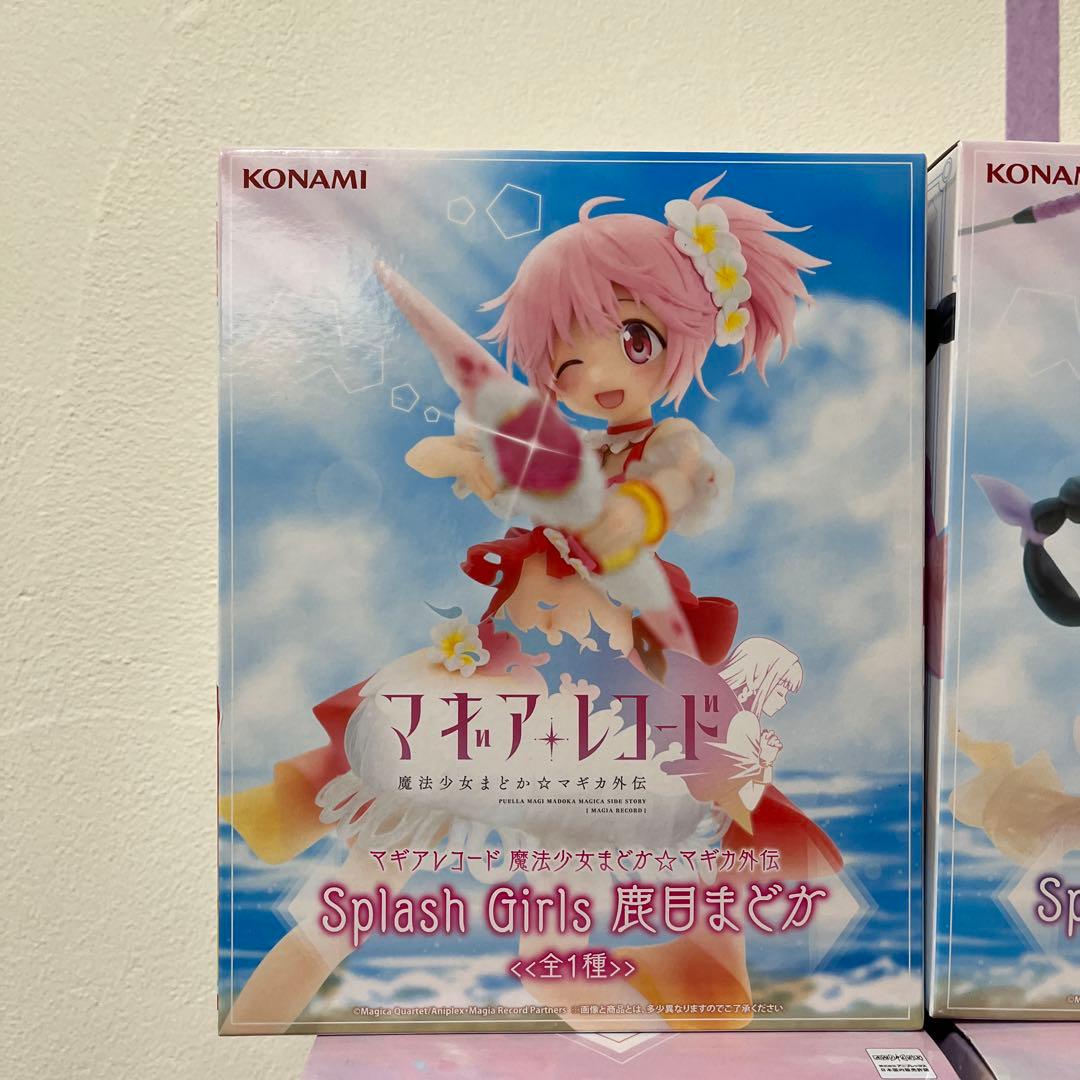 KONAMI
マギア✦レコード
魔法少女まどか☆マギカ外伝
PUELLA MAGI MADOKA MAGICA SIDE STORY
[ MAGIA RECORD ]
マギアレコード 魔法少女まどか☆マギカ外伝
Splash Girls 鹿目まどか
<<全1種>>
©Magica Quartet/Aniplex・Magia Record Partners ※画像と商品とは、多少異なりますのでご了承ください
KONAM
Sp
©M